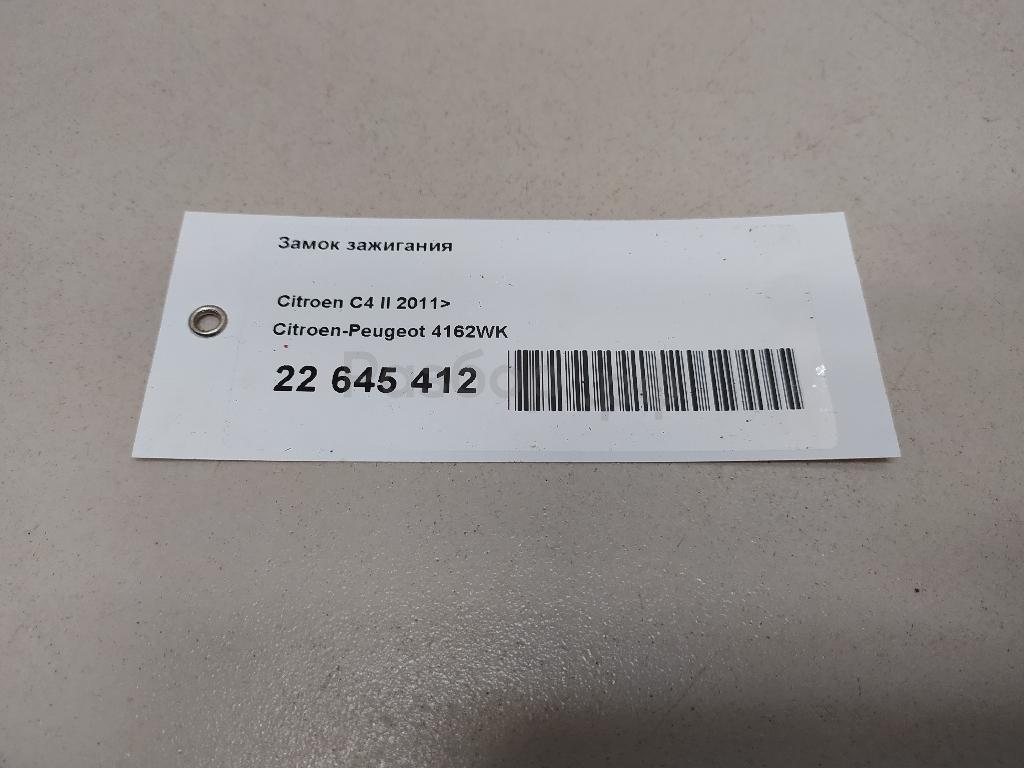 Замок зажигания
Citroen C4 II 2011>
Citroen-Peugeot 4162WK
22 645 412